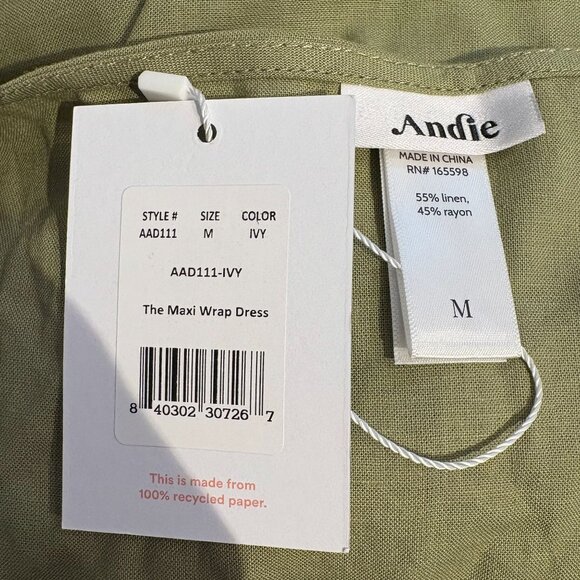 STYLE # SIZE COLOR
AAD111 M IVY
AAD111-IVY
The Maxi Wrap Dress
8 40302 30726 7
This is made from
100% recycled paper.
Andie
MADE IN CHINA
RN# 165598
55% linen,
45% rayon
M